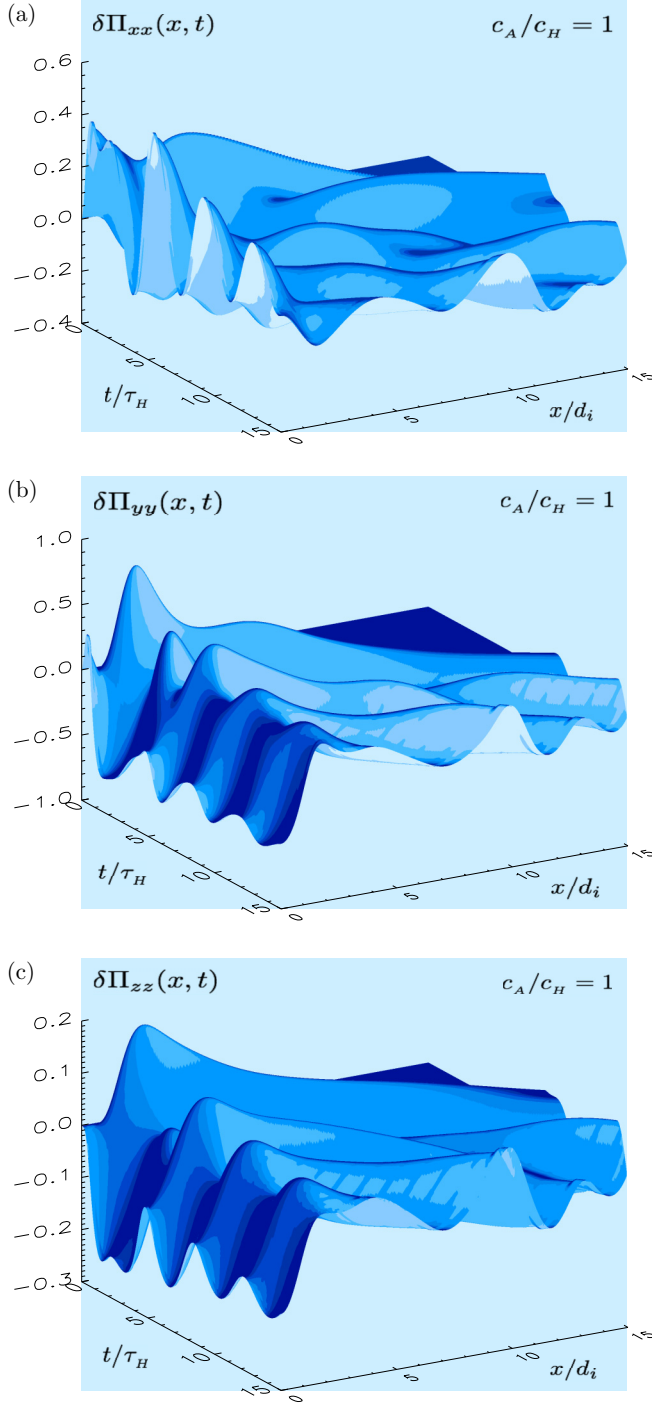 (a)
δΠxx(x, t) cA/cH = 1
0.6
0.4
0.2
0.0
−0.2
−0.4
0 5 10 15
t/τH
0 5 10 15
x/di
(b)
δΠyy(x, t) cA/cH = 1
1.0
0.5
0.0
−0.5
−1.0
0 5 10 15
t/τH
0 5 10 15
x/di
(c)
δΠzz(x, t) cA/cH = 1
0.2
0.1
0.0
−0.1
−0.2
−0.3
0 5 10 15
t/τH
0 5 10 15
x/di